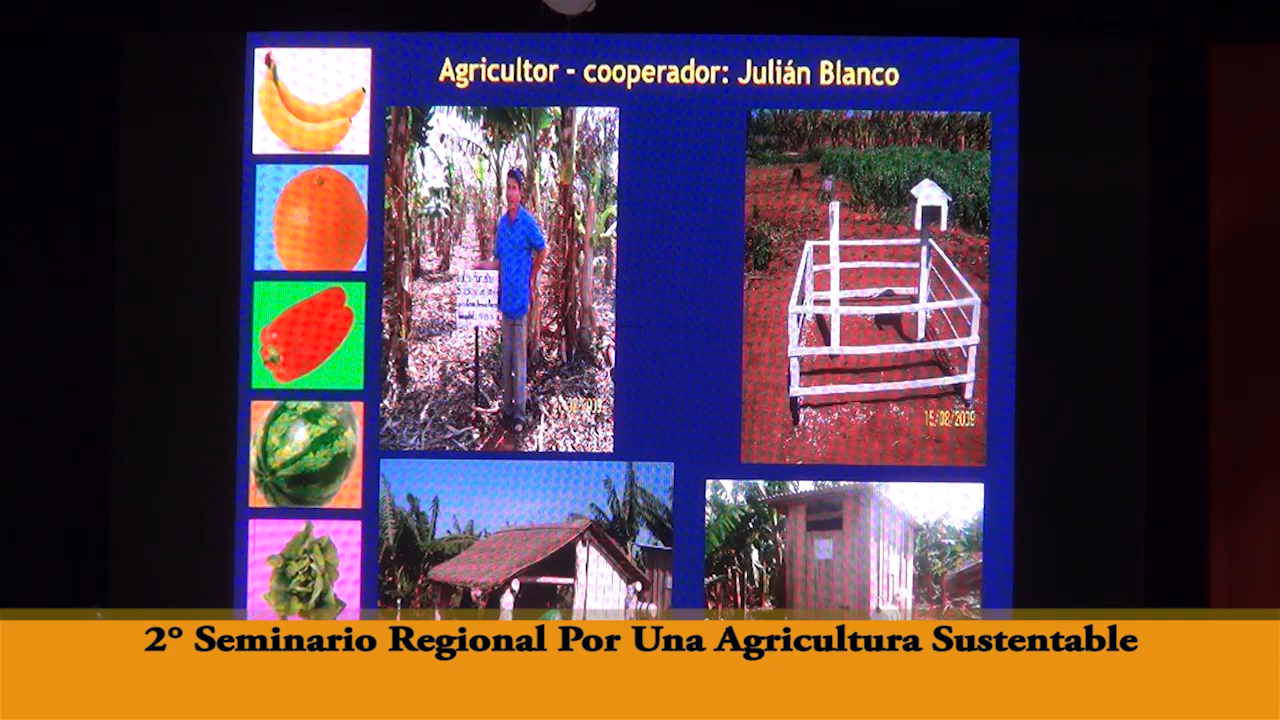 Agricultor - cooperador: Julián Blanco
15/08/2009
2° Seminario Regional Por Una Agricultura Sustentable